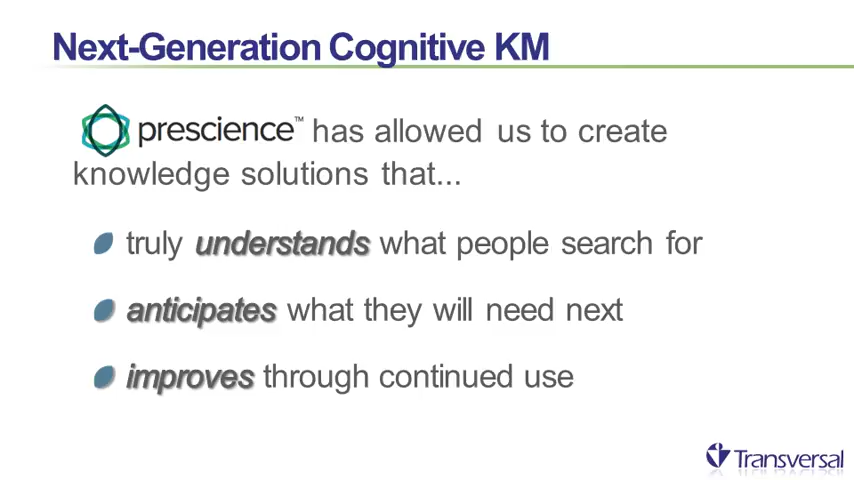 Next-Generation Cognitive KM
prescience™ has allowed us to create
knowledge solutions that...
truly understands what people search for
anticipates what they will need next
improves through continued use
Transversal